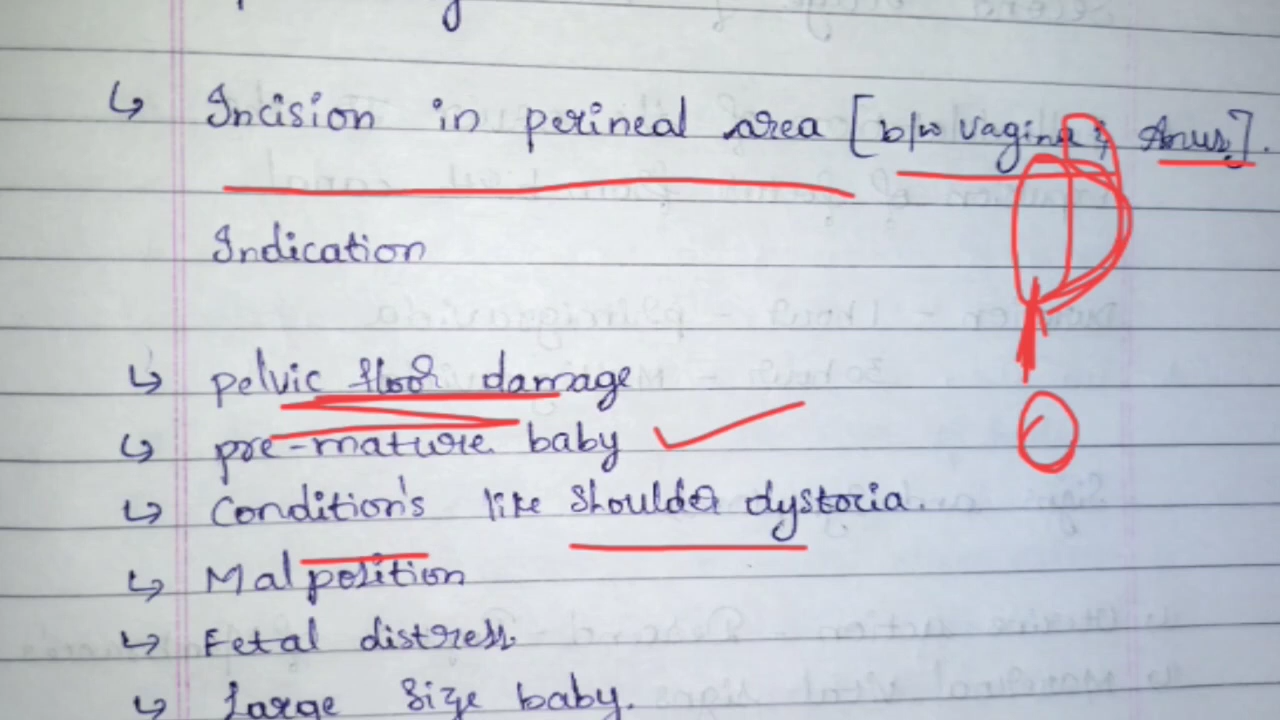 ↳ Incision in perineal area [b/w vagina & Anus].
Indication
↳ pelvic floor damage
↳ pre-mature baby
↳ Condition's like Shoulder dystocia.
↳ Malposition
↳ Fetal distress
↳ Large Size baby.